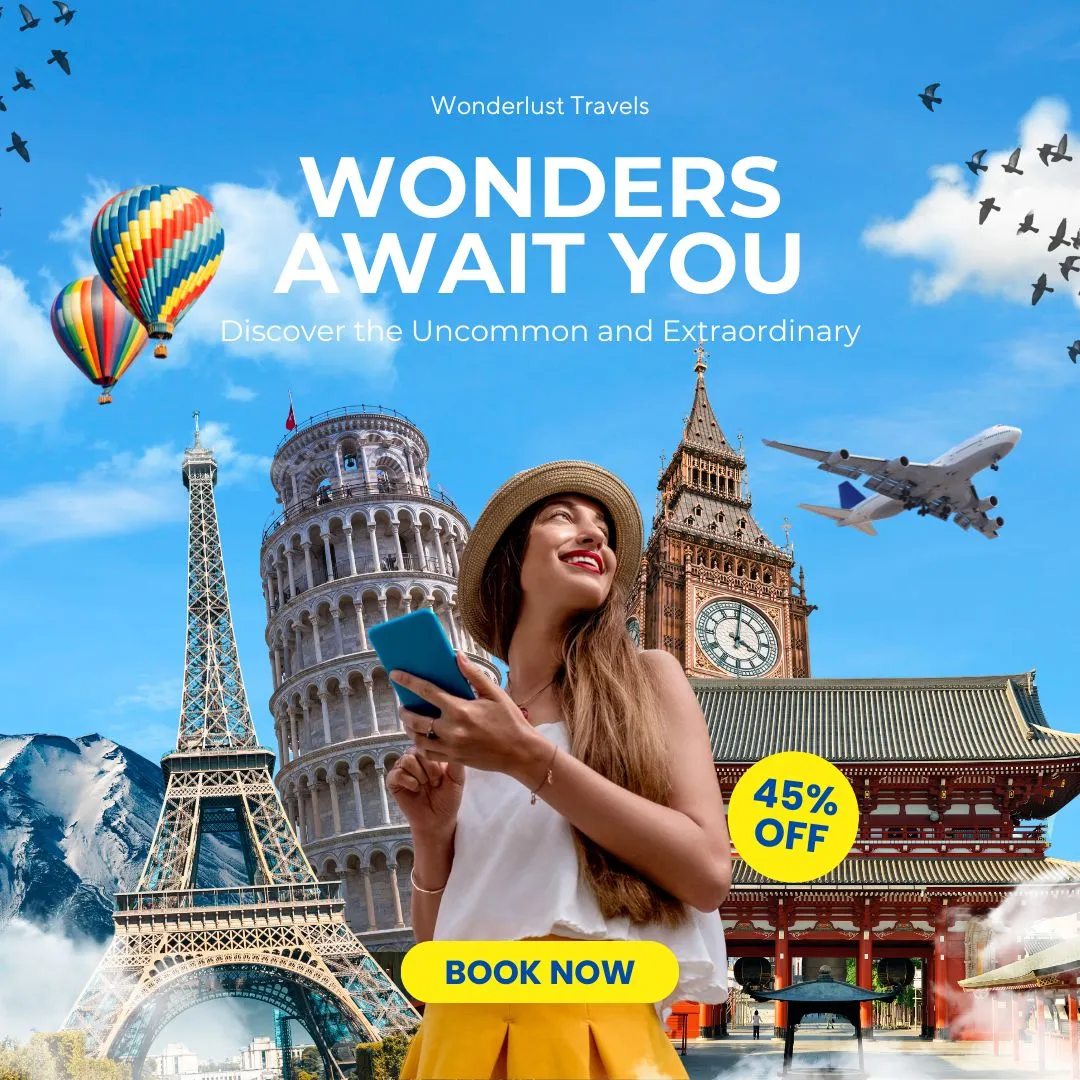 Wonderlust Travels
WONDERS
AWAIT YOU
Discover the Uncommon and Extraordinary
45%
OFF
BOOK NOW